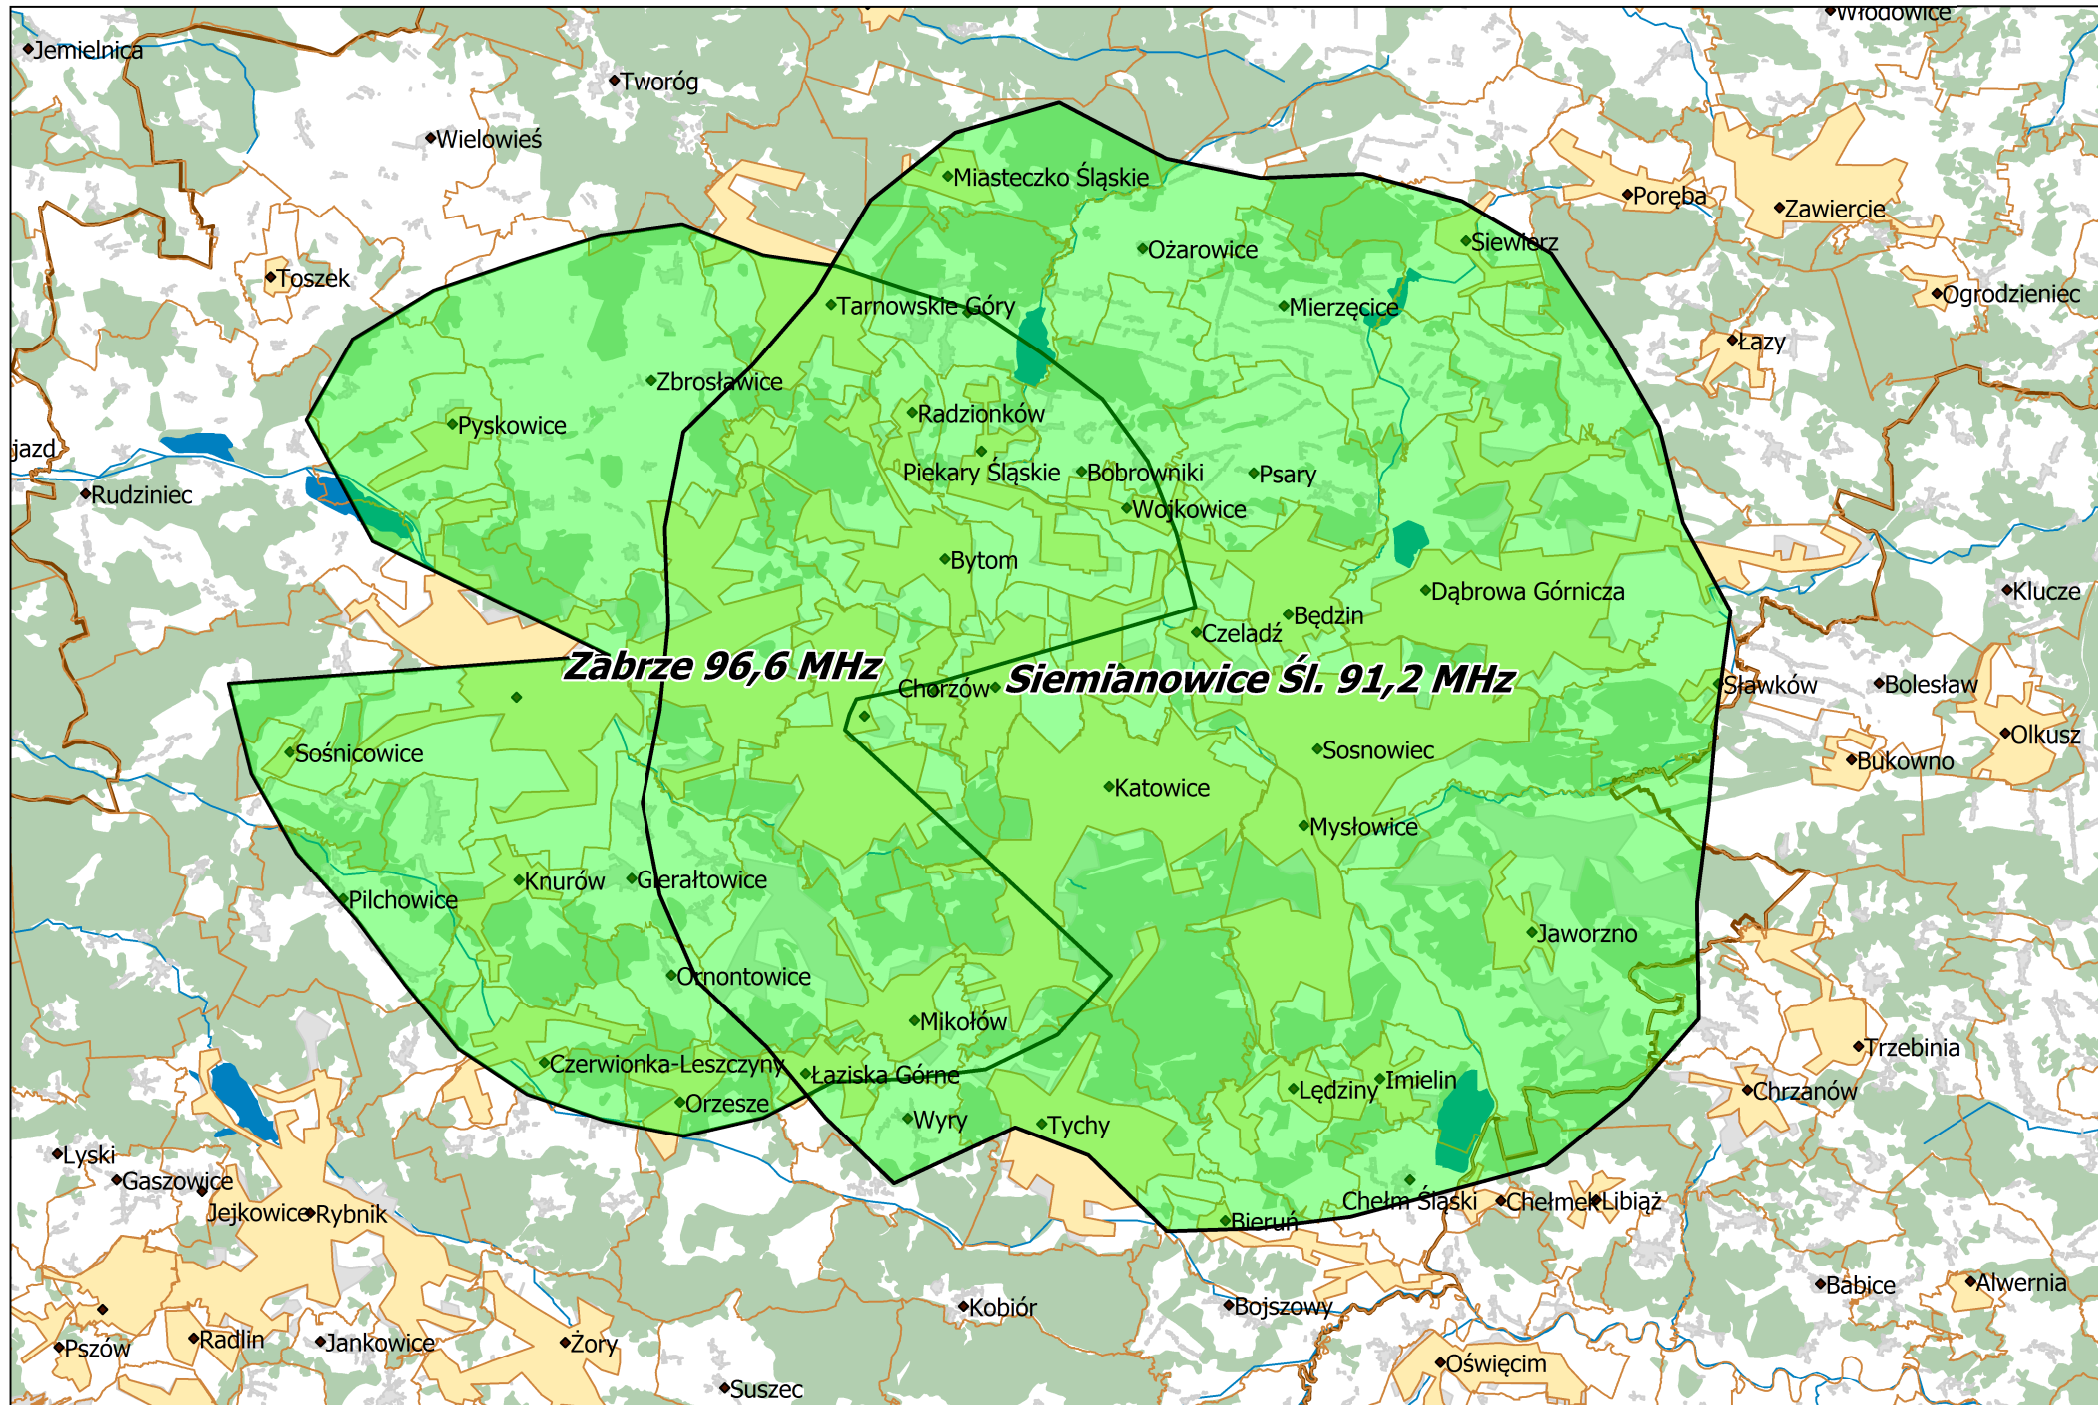 Włodowice
Jemielnica
Tworóg
Wielowieś
Miasteczko Śląskie
Poręba
Zawiercie
Siewierz
Ożarowice
Toszek
Ogrodzieniec
Tarnowskie Góry
Mierzęcice
Łazy
Zbrosławice
Radzionków
Pyskowice
jazd
Piekary Śląskie
Bobrowniki
Psary
Rudziniec
Wojkowice
Bytom
Dąbrowa Górnicza
Klucze
Będzin
Czeladź
Zabrze 96,6 MHz
Siemianowice Śl. 91,2 MHz
Chorzów
Sławków
Bolesław
Olkusz
Sośnicowice
Sosnowiec
Bukowno
Katowice
Mysłowice
Knurów
Gierałtowice
Pilchowice
Jaworzno
Ornontowice
Mikołów
Trzebinia
Czerwionka-Leszczyny
Łaziska Górne
Lędziny
Imielin
Chrzanów
Orzesze
Wyry
Tychy
Lyski
Gaszowice
Chełm Śląski
Chełmek
Libiąż
Jejkowice
Rybnik
Bieruń
Babice
Alwernia
Kobiór
Bojszowy
Radlin
Jankowice
Żory
Pszów
Oświęcim
Suszec